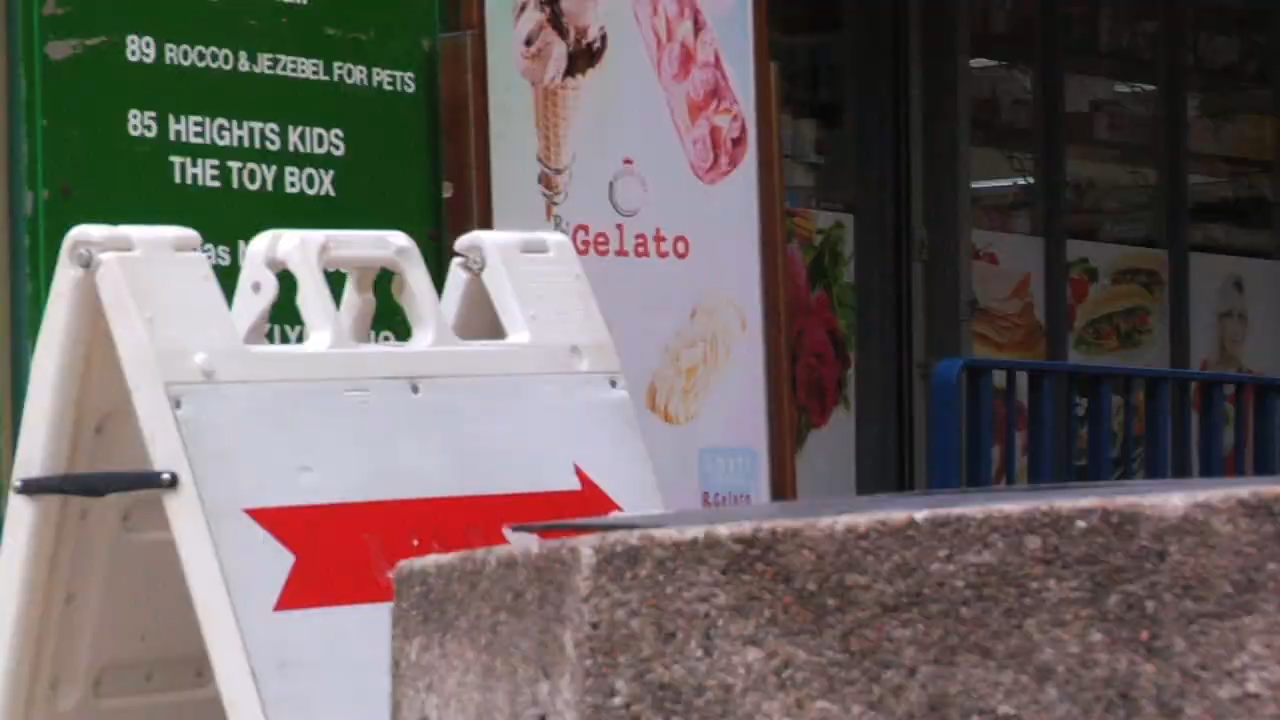 89 ROCCO & JEZEBEL FOR PETS
85 HEIGHTS KIDS
THE TOY BOX
Gelato
R.Gelato